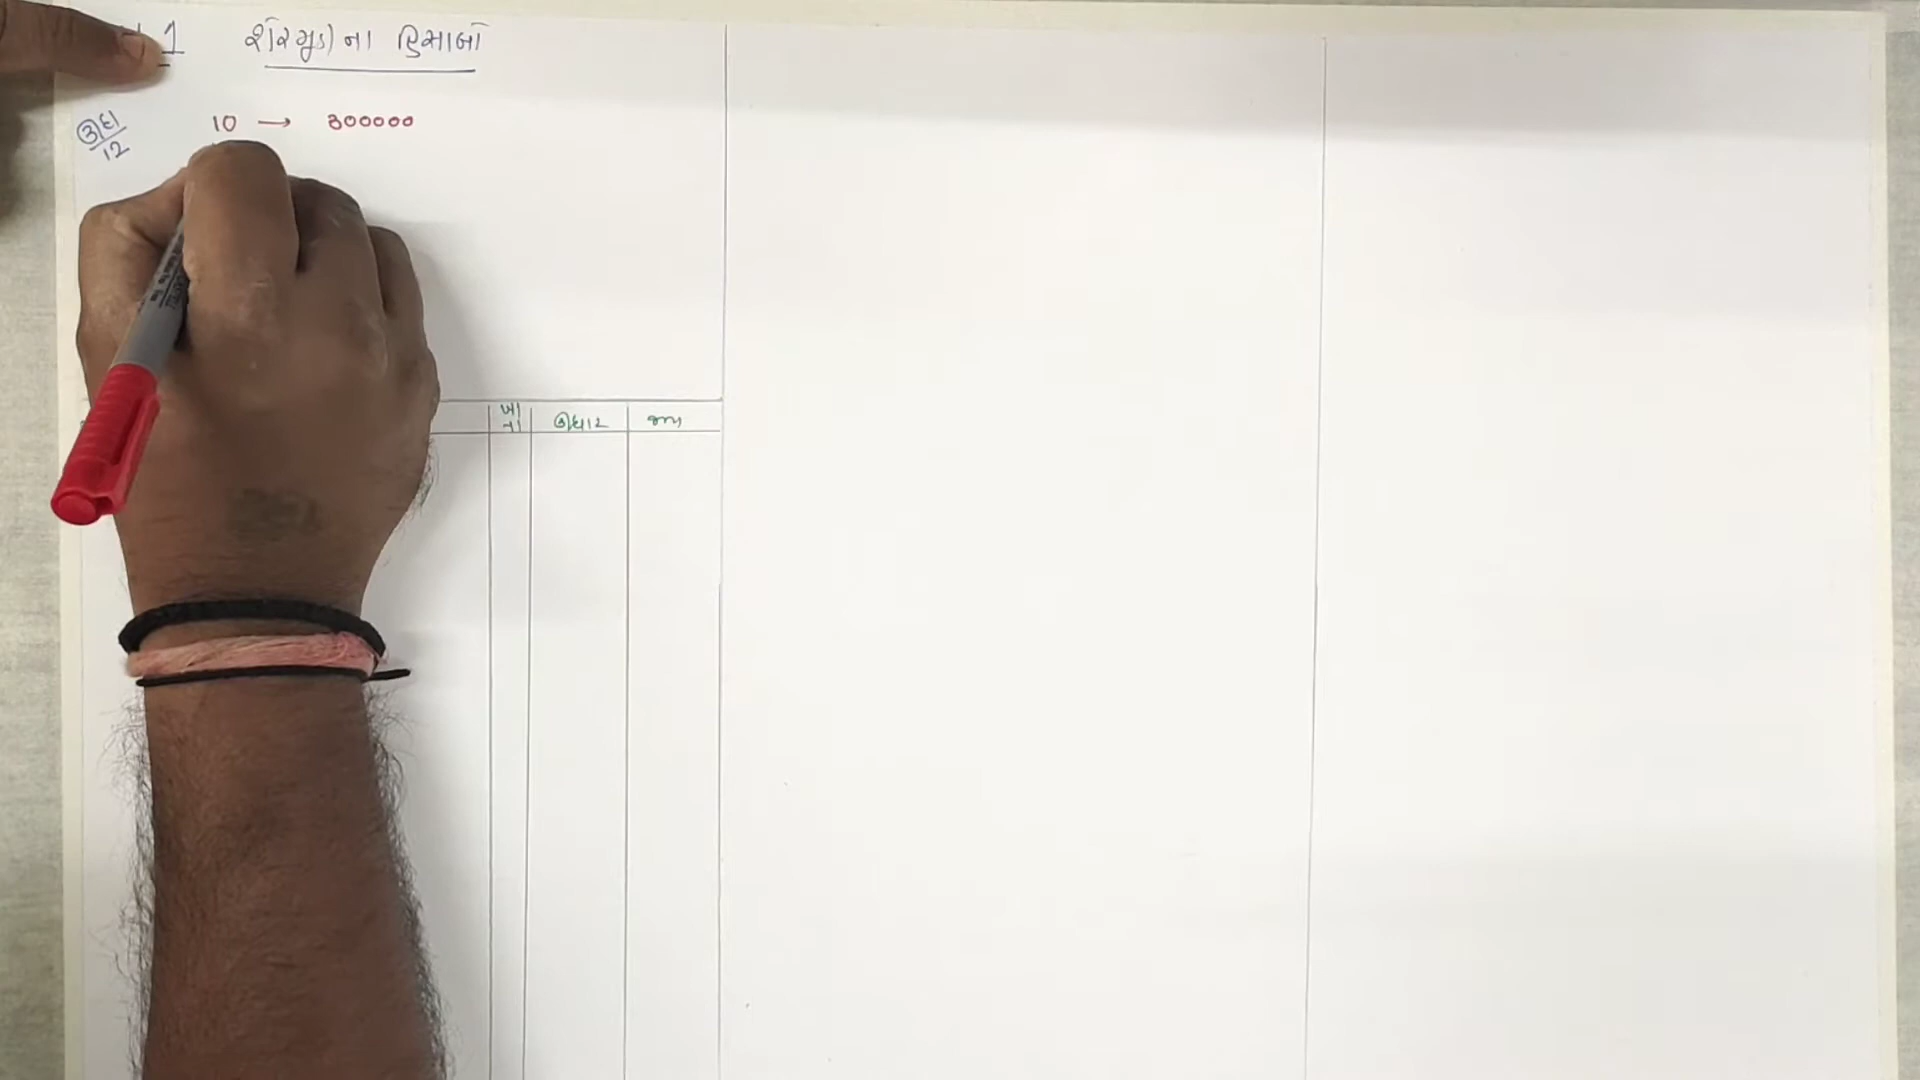 1 શેરમૂડીના હિસાબો
ઉદા 12
10 → 300000
ખા ના ઉધાર જમા